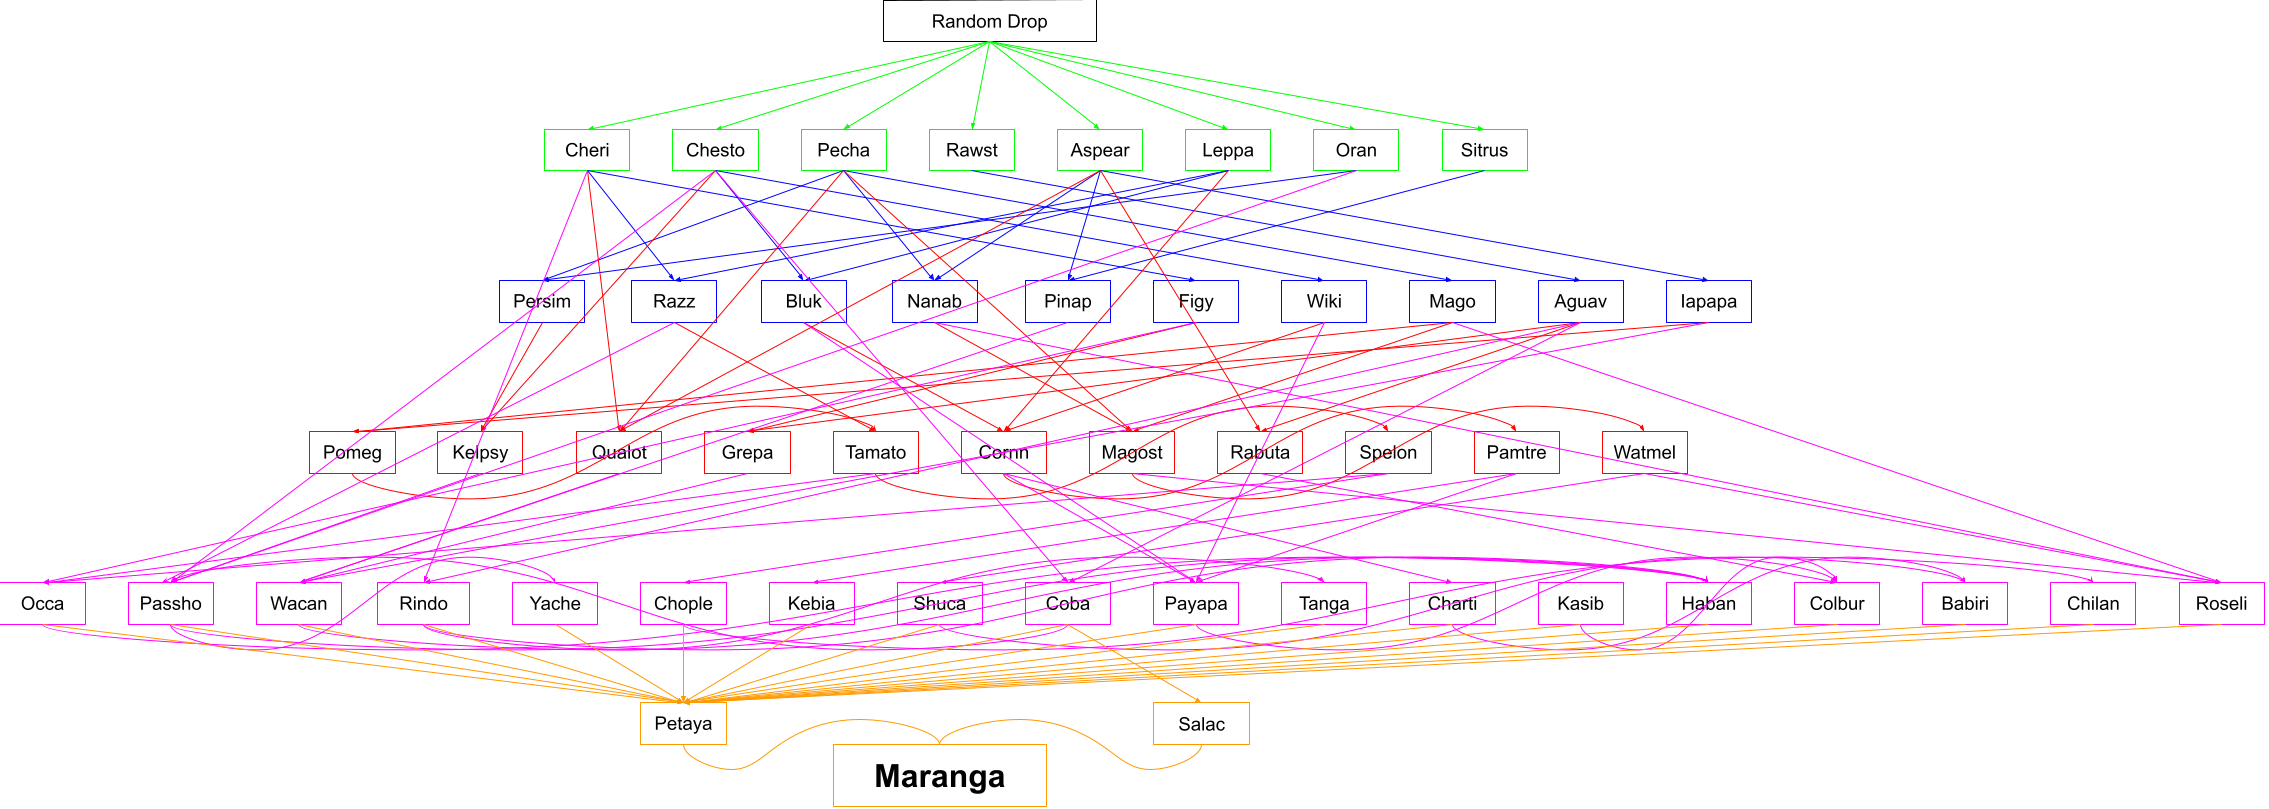 Random Drop
Cheri
Chesto
Pecha
Rawst
Aspear
Leppa
Oran
Sitrus
Persim
Razz
Bluk
Nanab
Pinap
Figy
Wiki
Mago
Aguav
Iapapa
Pomeg
Kelpsy
Qualot
Grepa
Tamato
Cornn
Magost
Rabuta
Spelon
Pamtre
Watmel
Occa
Passho
Wacan
Rindo
Yache
Chople
Kebia
Shuca
Coba
Payapa
Tanga
Charti
Kasib
Haban
Colbur
Babiri
Chilan
Roseli
Petaya
Salac
Maranga